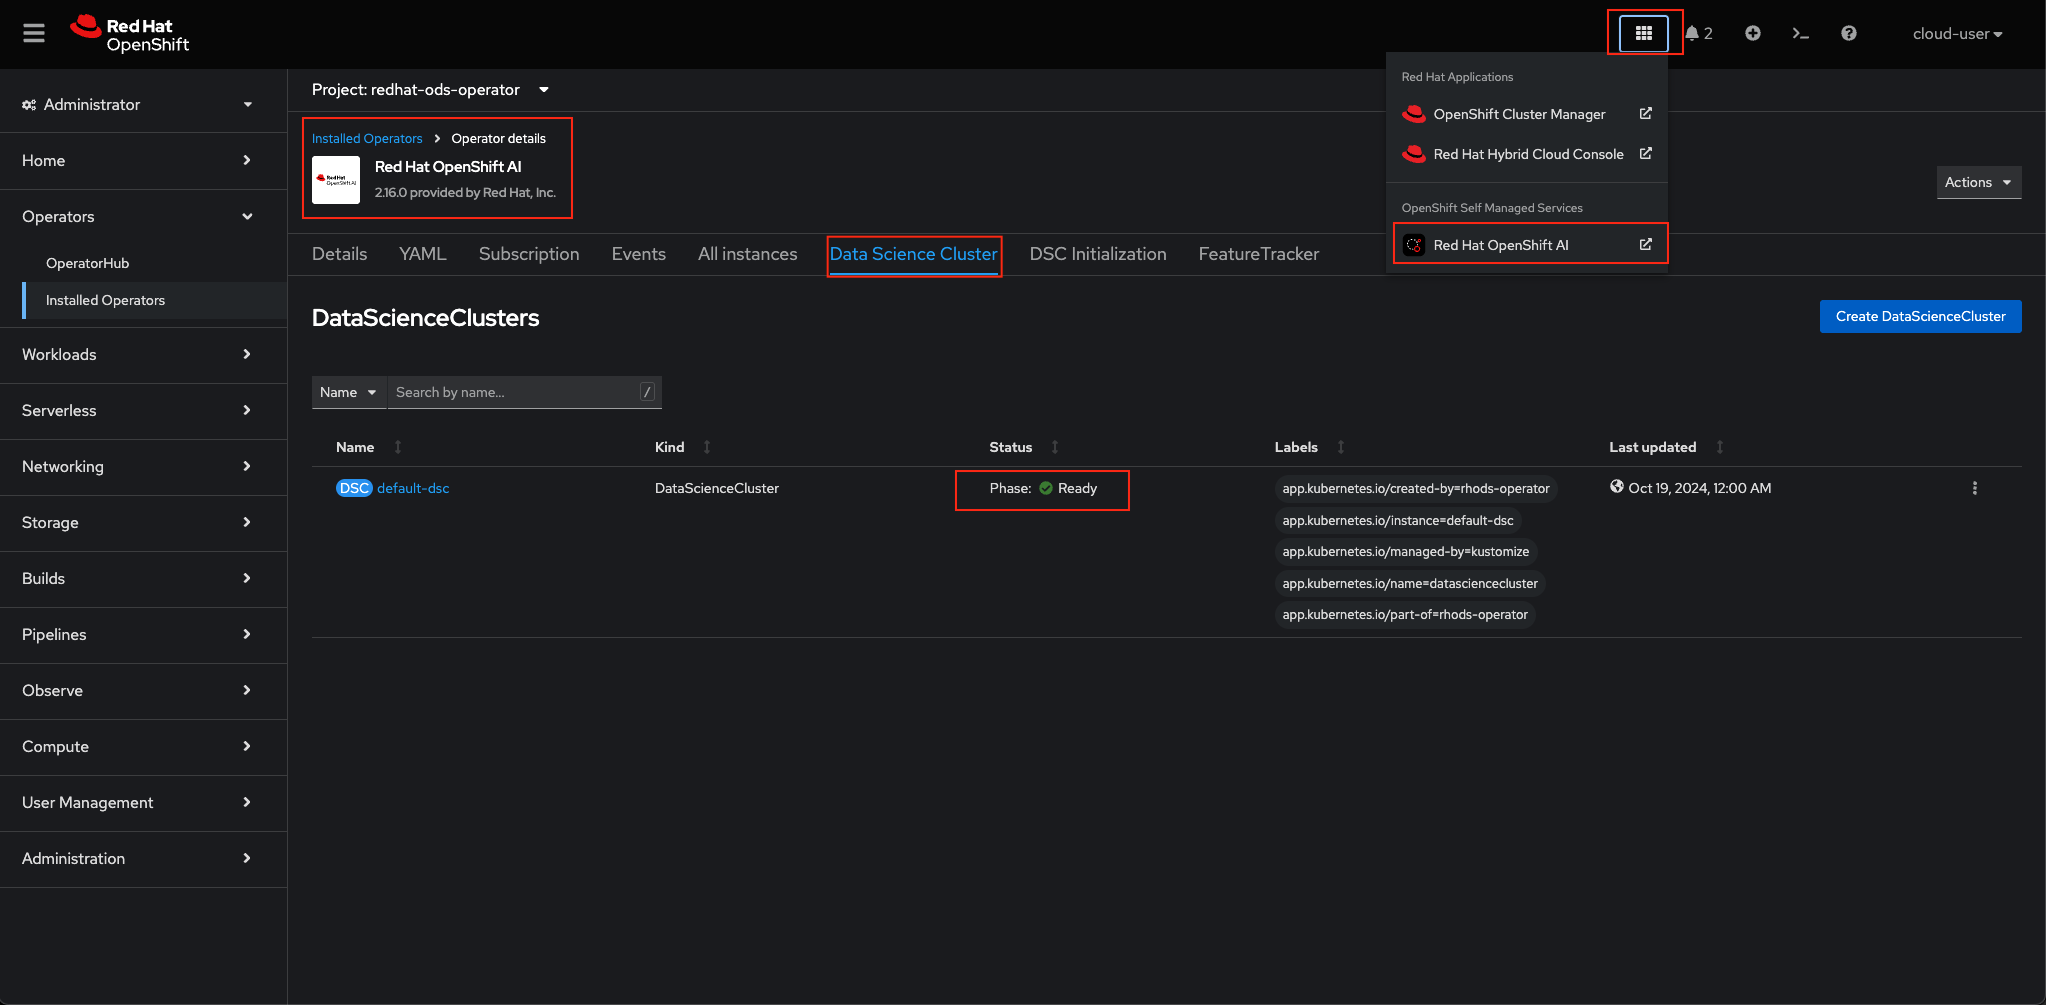 Red Hat
OpenShift
2
cloud-user
Administrator
Home
Operators
OperatorHub
Installed Operators
Workloads
Serverless
Networking
Storage
Builds
Pipelines
Observe
Compute
User Management
Administration
Project: redhat-ods-operator
Installed Operators > Operator details
Red Hat
OpenShift AI
Red Hat OpenShift AI
2.16.0 provided by Red Hat, Inc.
Actions
Red Hat Applications
OpenShift Cluster Manager
Red Hat Hybrid Cloud Console
OpenShift Self Managed Services
Red Hat OpenShift AI
Details YAML Subscription Events All instances Data Science Cluster DSC Initialization FeatureTracker
DataScienceClusters
Create DataScienceCluster
Name Search by name... /
Name Kind Status Labels Last updated
DSC default-dsc DataScienceCluster Phase: Ready app.kubernetes.io/created-by=rhods-operator Oct 19, 2024, 12:00 AM
app.kubernetes.io/instance=default-dsc
app.kubernetes.io/managed-by=kustomize
app.kubernetes.io/name=datasciencecluster
app.kubernetes.io/part-of=rhods-operator